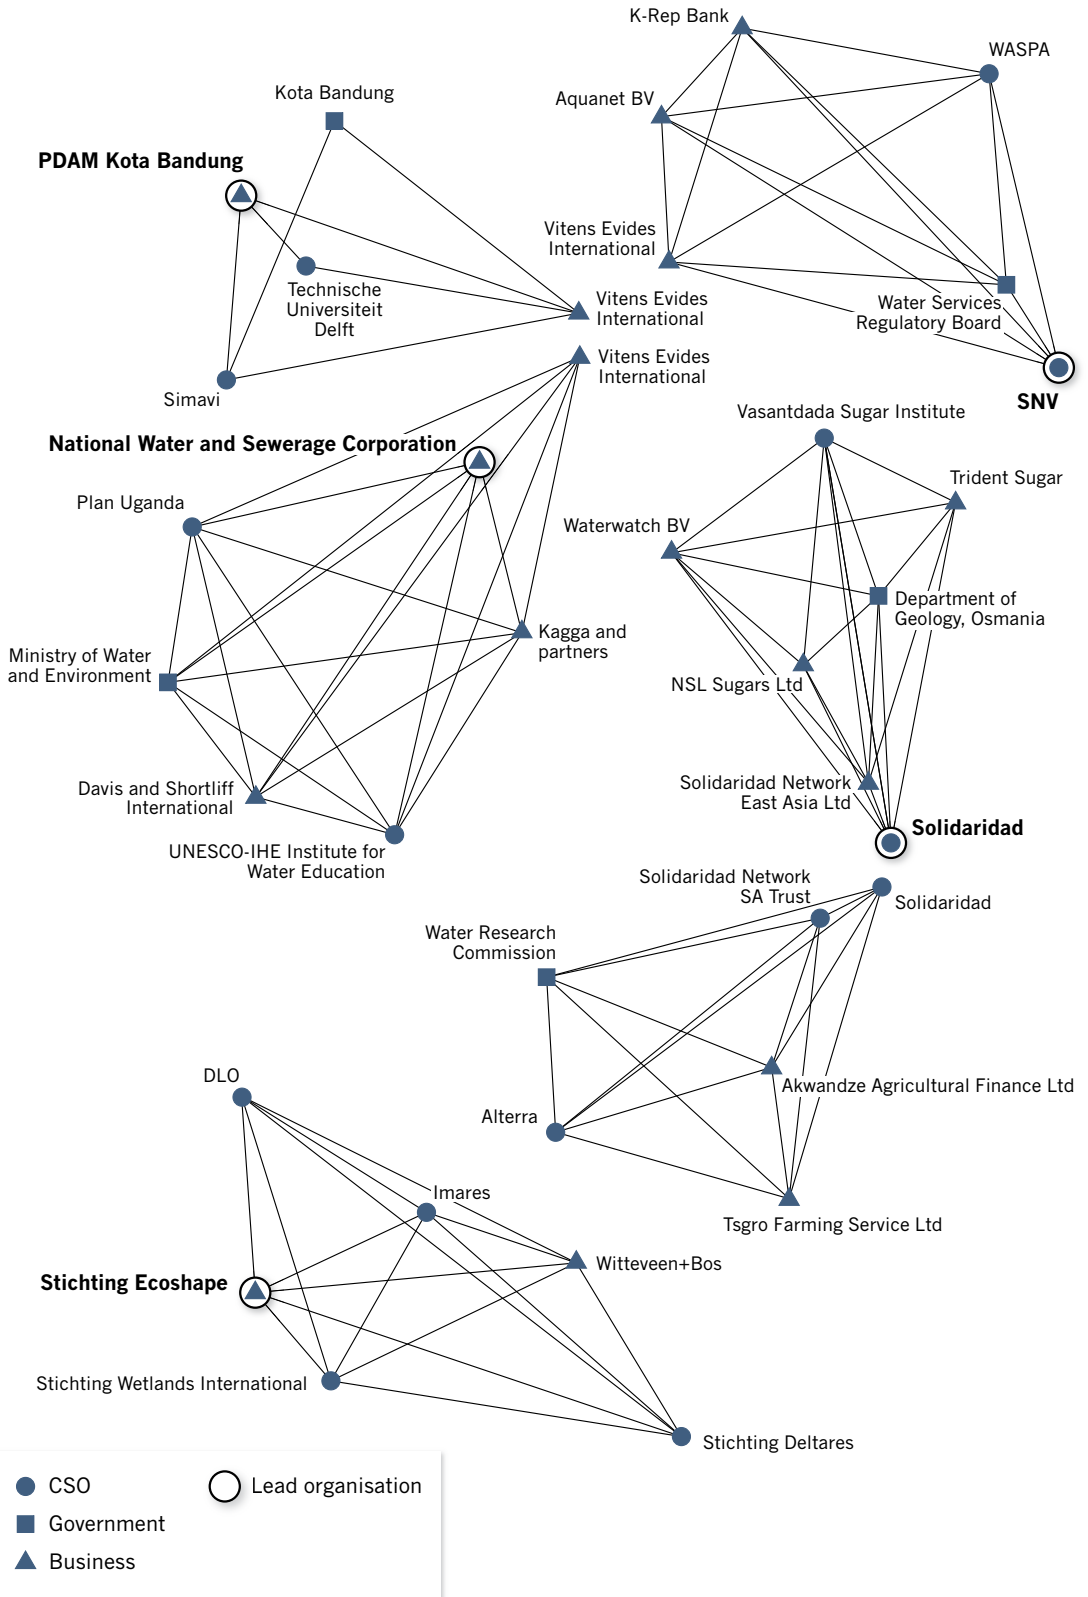 K-Rep Bank
WASPA
Kota Bandung
Aquanet BV
PDAM Kota Bandung
Vitens Evides
International
Technische
Universiteit
Delft
Vitens Evides
International
Water Services
Regulatory Board
Simavi
Vitens Evides
International
SNV
Vasantdada Sugar Institute
National Water and Sewerage Corporation
Trident Sugar
Plan Uganda
Waterwatch BV
Department of
Geology, Osmania
Kagga and
partners
Ministry of Water
and Environment
NSL Sugars Ltd
Davis and Shortliff
International
Solidaridad Network
East Asia Ltd
Solidaridad
UNESCO-IHE Institute for
Water Education
Solidaridad Network
SA Trust
Solidaridad
Water Research
Commission
DLO
Akwandze Agricultural Finance Ltd
Alterra
Imares
Tsgro Farming Service Ltd
Witteveen+Bos
Stichting Ecoshape
Stichting Wetlands International
Stichting Deltares
CSO
Lead organisation
Government
Business